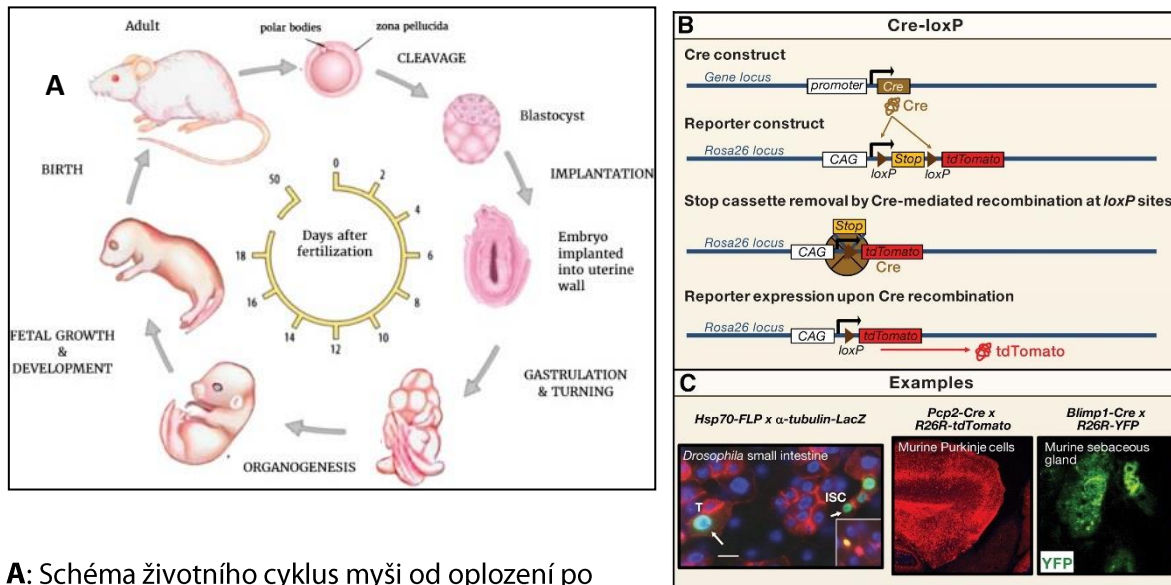 A
Adult
polar bodies
zona pellucida
CLEAVAGE
Blastocyst
IMPLANTATION
Embryo
implanted
into uterine
wall
GASTRULATION
& TURNING
ORGANOGENESIS
FETAL GROWTH
&
DEVELOPMENT
BIRTH
Days after
fertilization
0
2
4
6
8
10
12
14
16
18
50
B
Cre-loxP
Cre construct
Gene locus
promoter
Cre
Cre
Reporter construct
Rosa26 locus
CAG
Stop
tdTomato
loxP
loxP
Stop cassette removal by Cre-mediated recombination at loxP sites
Stop
Rosa26 locus
CAG
tdTomato
Cre
Reporter expression upon Cre recombination
Rosa26 locus
CAG
tdTomato
loxP
tdTomato
C
Examples
Hsp70-FLP x α-tubulin-LacZ
Drosophila small intestine
T
ISC
Pcp2-Cre x
R26R-tdTomato
Murine Purkinje cells
Blimp1-Cre x
R26R-YFP
Murine sebaceous
gland
YFP
A: Schéma životního cyklus myši od oplození po